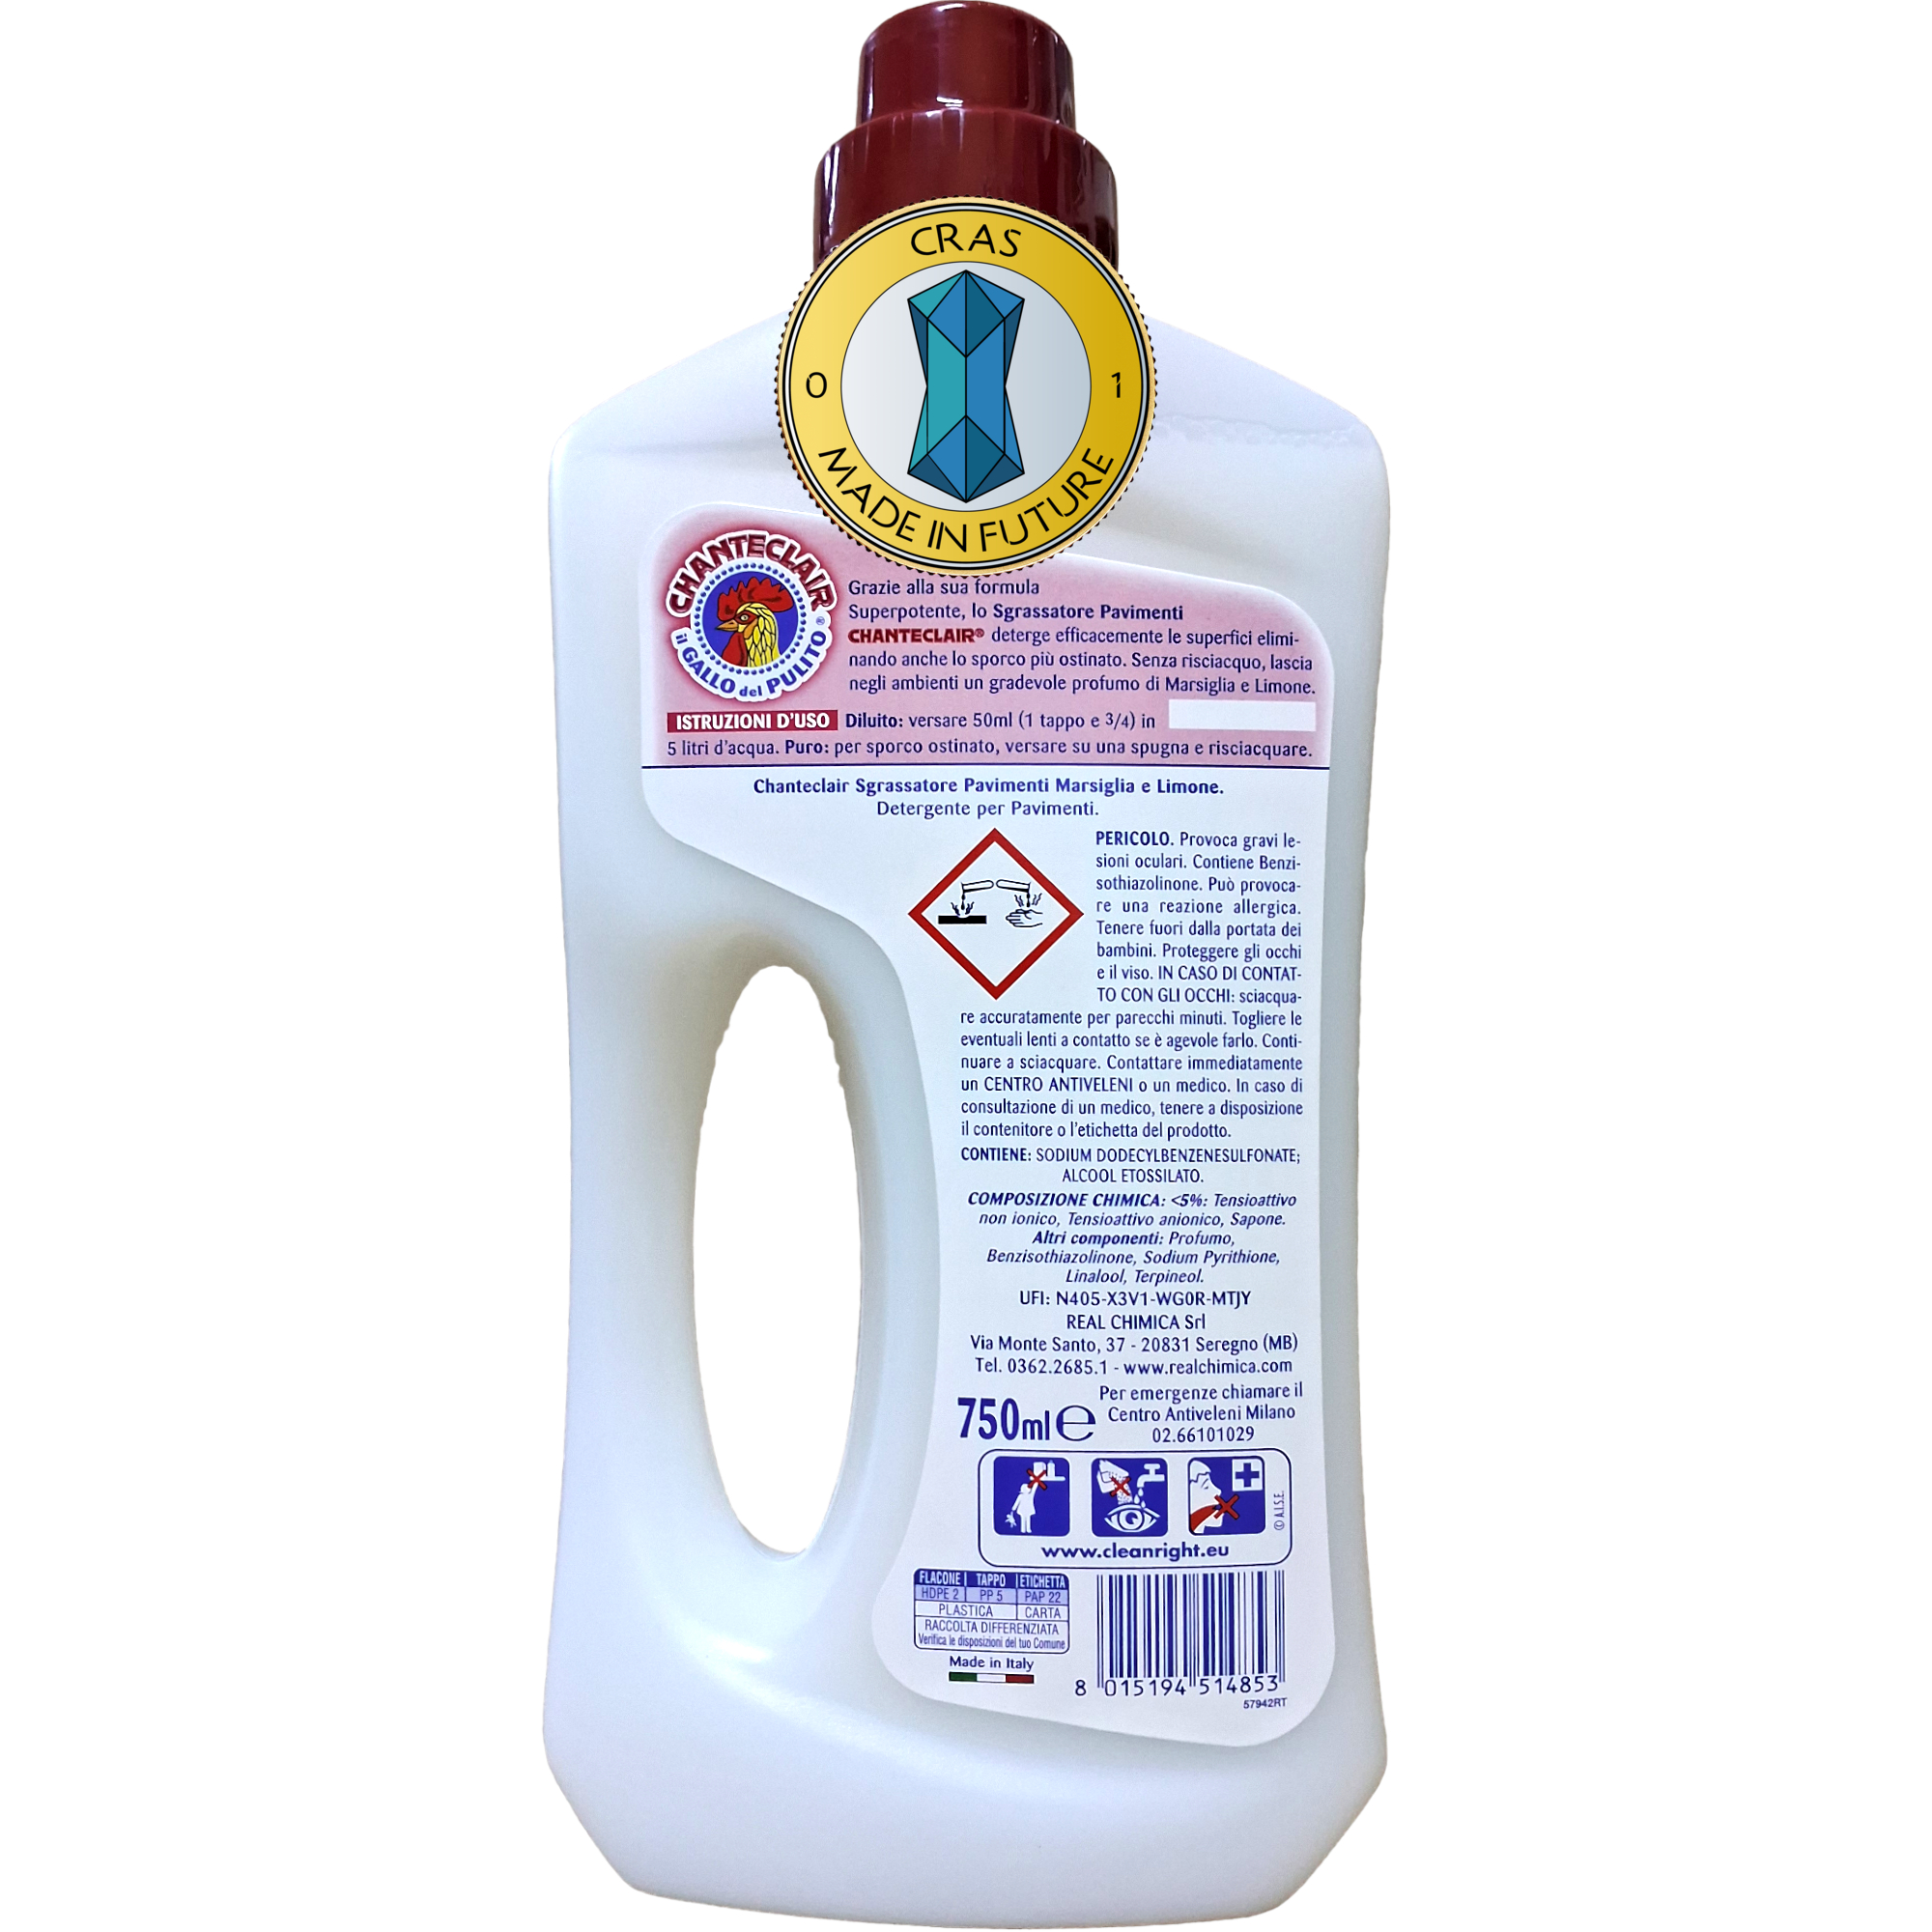 CRAS
0 1
MADE IN FUTURE
CHANTECLAIR
il GALLO del PULITO ®
Grazie alla sua formula
Superpotente, lo Sgrassatore Pavimenti
CHANTECLAIR® deterge efficacemente le superfici elimi-
nando anche lo sporco più ostinato. Senza risciacquo, lascia
negli ambienti un gradevole profumo di Marsiglia e Limone.
ISTRUZIONI D'USO Diluito: versare 50ml (1 tappo e 3/4) in
5 litri d'acqua. Puro: per sporco ostinato, versare su una spugna e risciacquare.
Chanteclair Sgrassatore Pavimenti Marsiglia e Limone.
Detergente per Pavimenti.
PERICOLO. Provoca gravi le-
sioni oculari. Contiene Benzi-
sothiazolinone. Può provoca-
re una reazione allergica.
Tenere fuori dalla portata dei
bambini. Proteggere gli occhi
e il viso. IN CASO DI CONTAT-
TO CON GLI OCCHI: sciacqua-
re accuratamente per parecchi minuti. Togliere le
eventuali lenti a contatto se è agevole farlo. Conti-
nuare a sciacquare. Contattare immediatamente
un CENTRO ANTIVELENI o un medico. In caso di
consultazione di un medico, tenere a disposizione
il contenitore o l'etichetta del prodotto.
CONTIENE: SODIUM DODECYLBENZENESULFONATE;
ALCOOL ETOSSILATO.
COMPOSIZIONE CHIMICA: <5%: Tensioattivo
non ionico, Tensioattivo anionico, Sapone.
Altri componenti: Profumo,
Benzisothiazolinone, Sodium Pyrithione,
Linalool, Terpineol.
UFI: N405-X3V1-WG0R-MTJY
REAL CHIMICA Srl
Via Monte Santo, 37 - 20831 Seregno (MB)
Tel. 0362.2685.1 - www.realchimica.com
Per emergenze chiamare il
Centro Antiveleni Milano
02.66101029
750ml e
© A.I.S.E.
www.cleanright.eu
FLACONE TAPPO ETICHETTA
HDPE 2 PP 5 PAP 22
PLASTICA CARTA
RACCOLTA DIFFERENZIATA
Verifica le disposizioni del tuo Comune
Made in Italy
8 015194 514853
57942RT